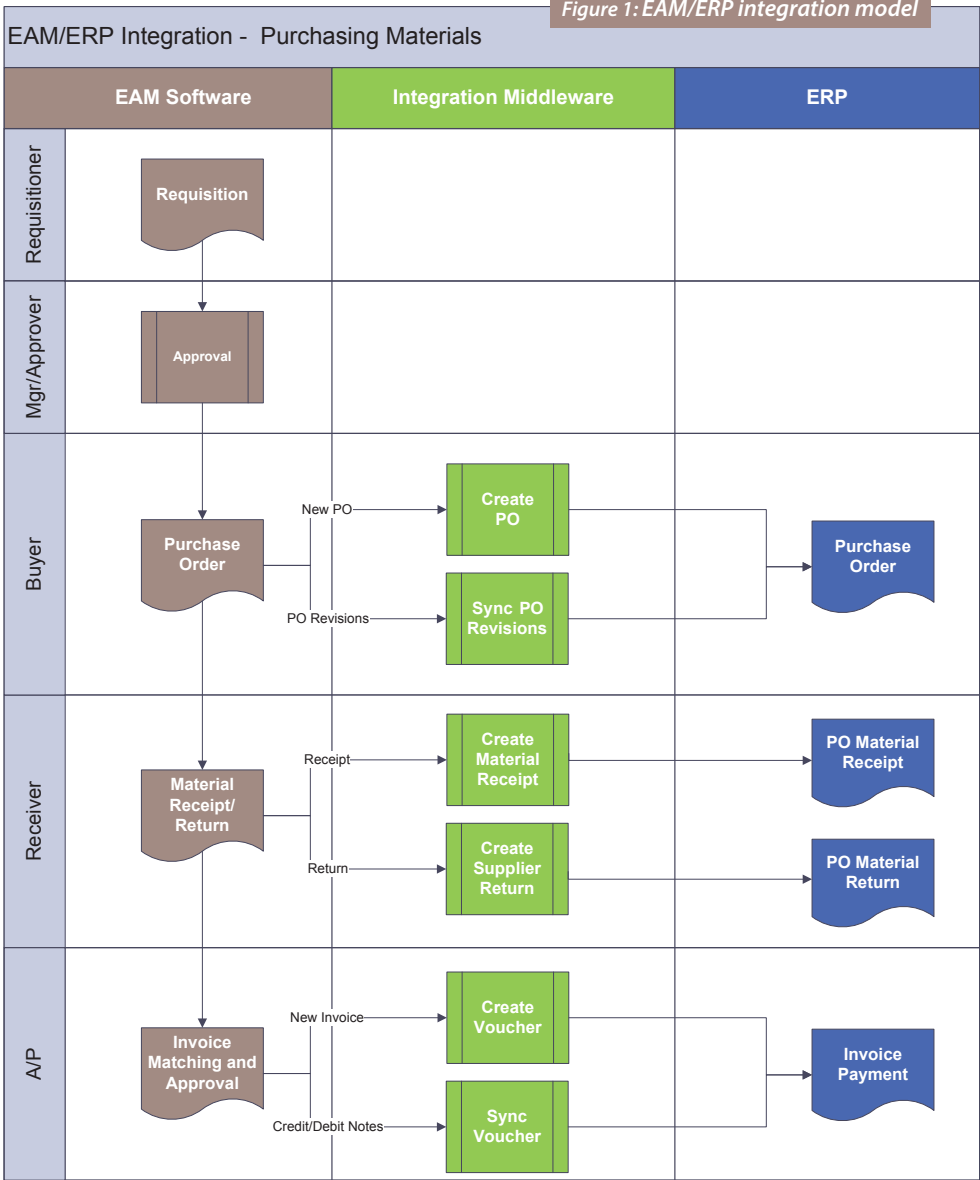 Figure 1: EAM/ERP integration model
EAM/ERP Integration - Purchasing Materials
EAM Software
Integration Middleware
ERP
Requisitioner
Requisition
Mgr/Approver
Approval
Buyer
Purchase
Order
New PO
PO Revisions
Create
PO
Sync PO
Revisions
Purchase
Order
Receiver
Material
Receipt/
Return
Receipt
Return
Create
Material
Receipt
Create
Supplier
Return
PO Material
Receipt
PO Material
Return
A/P
Invoice
Matching and
Approval
New Invoice
Credit/Debit Notes
Create
Voucher
Sync
Voucher
Invoice
Payment